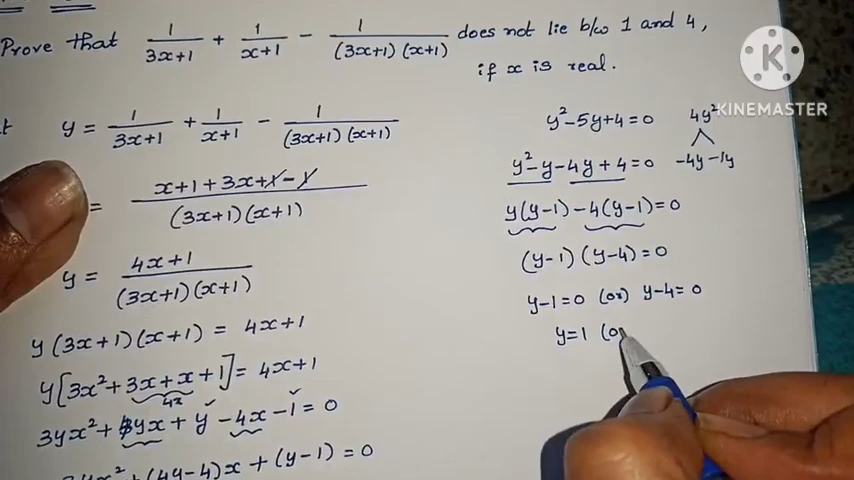 Prove that 1/(3x+1) + 1/(x+1) − 1/((3x+1)(x+1)) does not lie b/w 1 and 4,
if x is real.
y = 1/(3x+1) + 1/(x+1) − 1/((3x+1)(x+1))
= (x+1+3x+1−1)/((3x+1)(x+1))
y = (4x+1)/((3x+1)(x+1))
y(3x+1)(x+1) = 4x+1
y[3x²+3x+x+1] = 4x+1
4x
3yx²+4yx+y−4x−1=0
+(4y−4)x+(y−1)=0
y²−5y+4=0
4y²
y²−y−4y+4=0
−4y −1y
y(y−1)−4(y−1)=0
(y−1)(y−4)=0
y−1=0 (or) y−4=0
y=1 (o
K
KINEMASTER